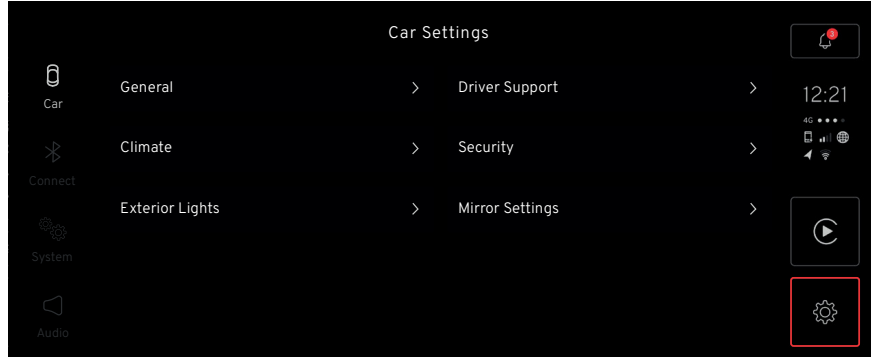 Car Settings
3
Car
General
Driver Support
12:21
4G
Climate
Security
Connect
Exterior Lights
Mirror Settings
System
Audio